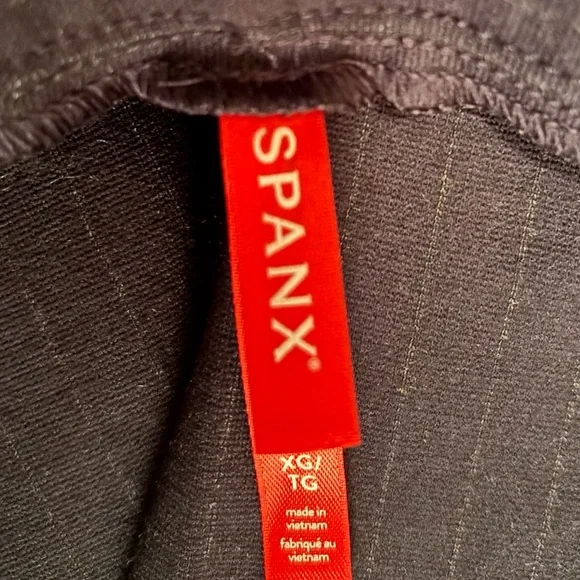 SPANX®
XG/
TG
made in
vietnam
fabriqué au
vietnam